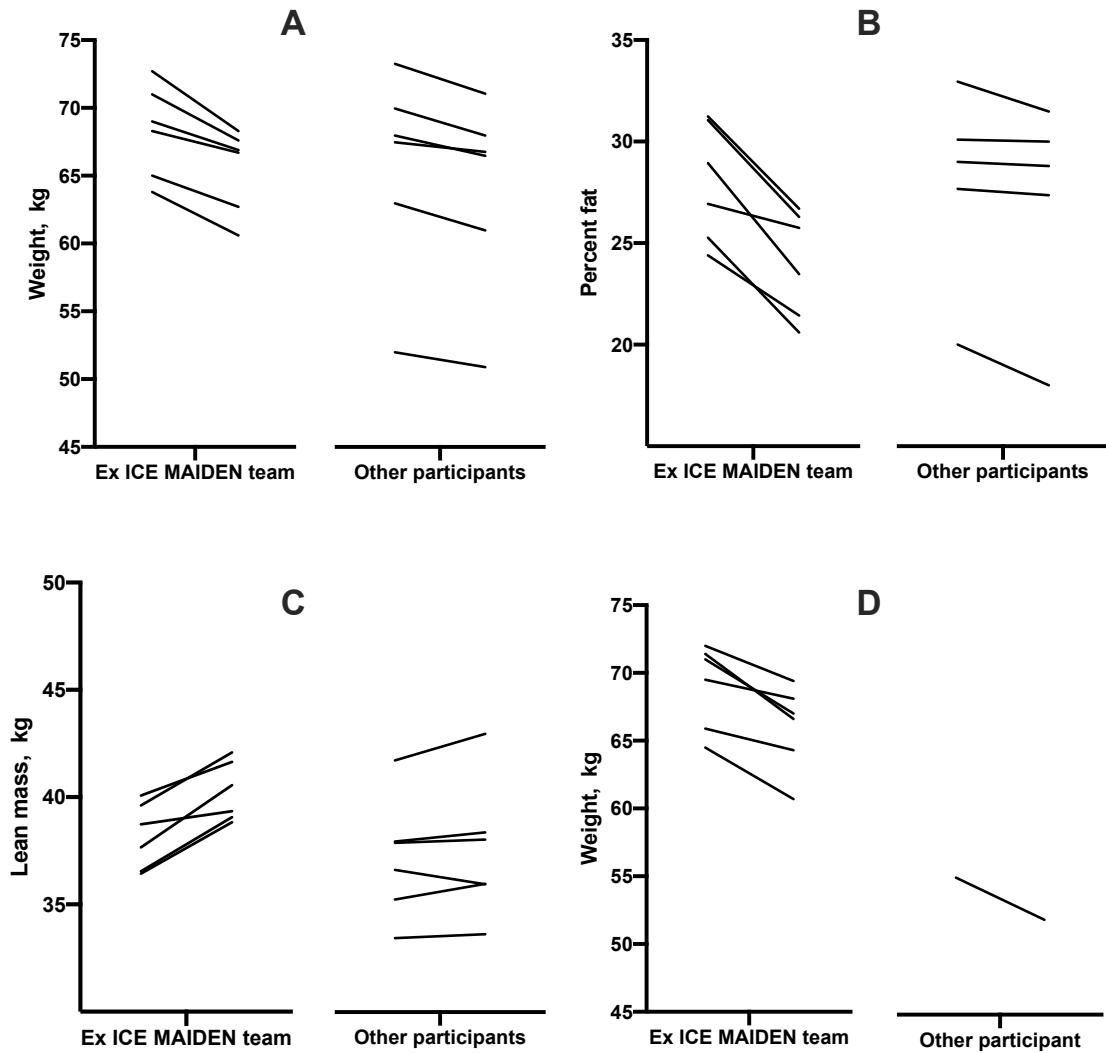 A
75
70
65
60
55
50
45
Weight, kg
Ex ICE MAIDEN team
Other participants
B
35
30
25
20
Percent fat
Ex ICE MAIDEN team
Other participants
C
50
45
40
35
Lean mass, kg
Ex ICE MAIDEN team
Other participants
D
75
70
65
60
55
50
45
Weight, kg
Ex ICE MAIDEN team
Other participant